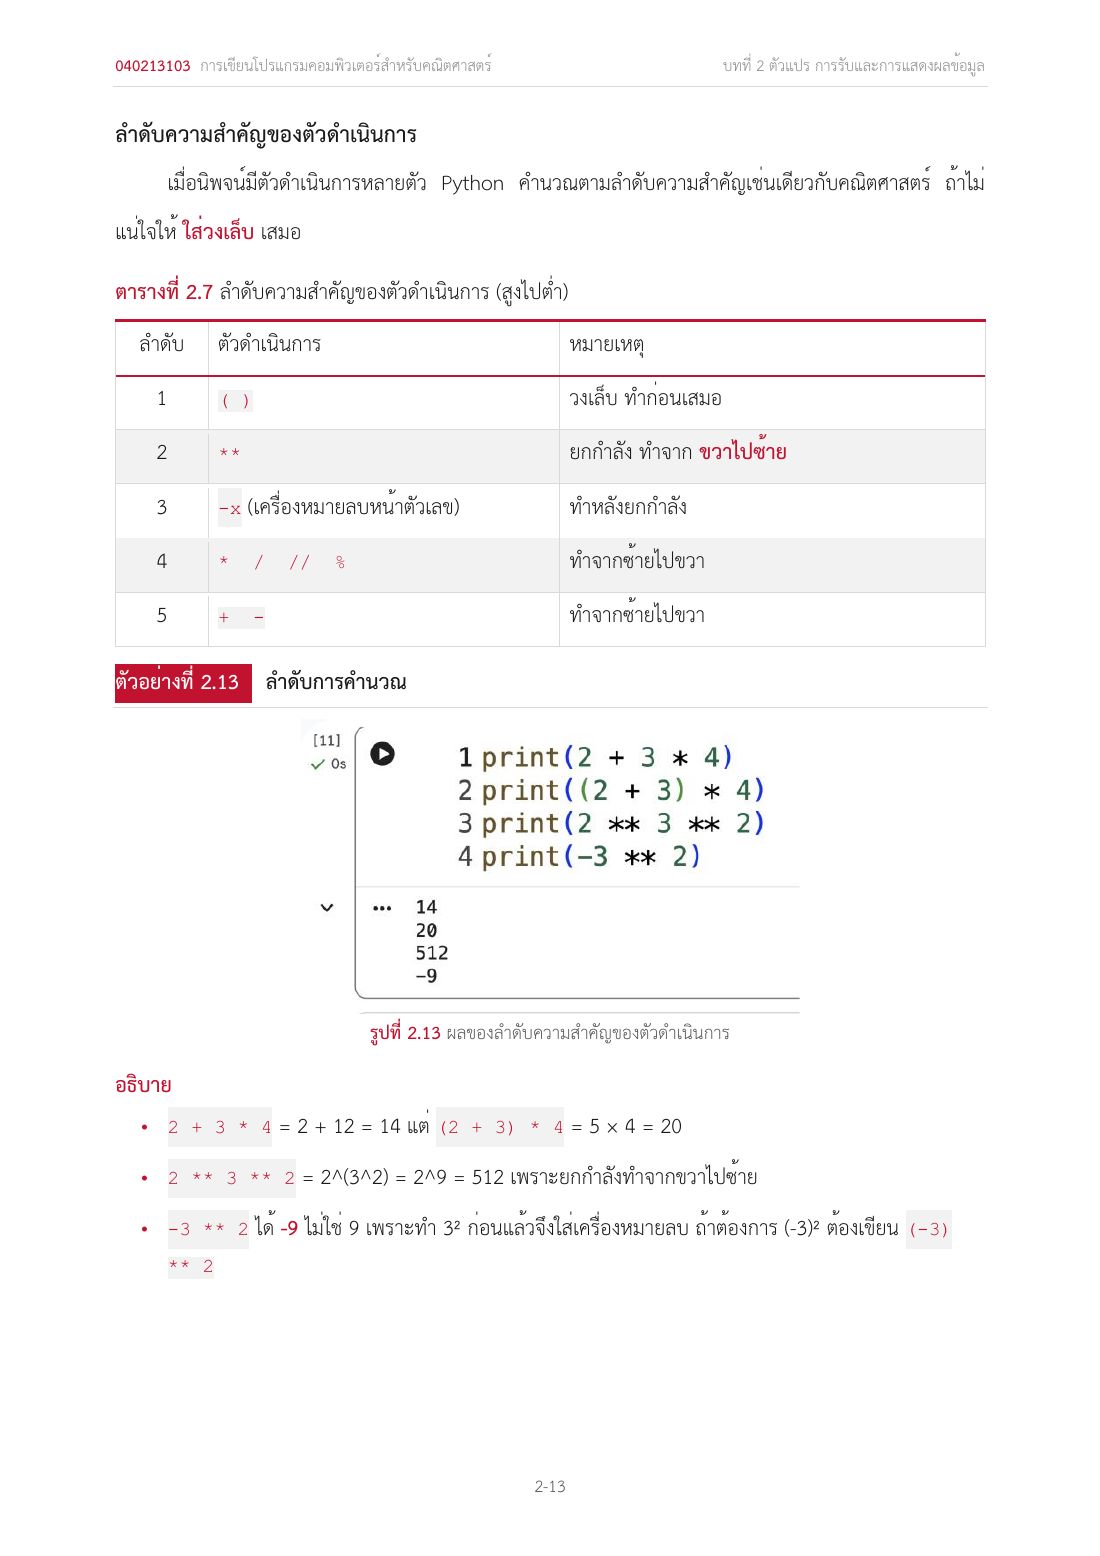 040213103 การเขียนโปรแกรมคอมพิวเตอร์สำหรับคณิตศาสตร์ บทที่ 2 ตัวแปร การรับและการแสดงผลข้อมูล
ลำดับความสำคัญของตัวดำเนินการ
เมื่อนิพจน์มีตัวดำเนินการหลายตัว Python คำนวณตามลำดับความสำคัญเช่นเดียวกับคณิตศาสตร์ ถ้าไม่
แน่ใจให้ ใส่วงเล็บ เสมอ
ตารางที่ 2.7 ลำดับความสำคัญของตัวดำเนินการ (สูงไปต่ำ)
ลำดับ ตัวดำเนินการ หมายเหตุ
1 ( ) วงเล็บ ทำก่อนเสมอ
2 ** ยกกำลัง ทำจาก ขวาไปซ้าย
3 -x (เครื่องหมายลบหน้าตัวเลข) ทำหลังยกกำลัง
4 * / // % ทำจากซ้ายไปขวา
5 + - ทำจากซ้ายไปขวา
ตัวอย่างที่ 2.13 ลำดับการคำนวณ
[11]
0s
1 print(2 + 3 * 4)
2 print((2 + 3) * 4)
3 print(2 ** 3 ** 2)
4 print(-3 ** 2)
... 14
20
512
-9
รูปที่ 2.13 ผลของลำดับความสำคัญของตัวดำเนินการ
อธิบาย
• 2 + 3 * 4 = 2 + 12 = 14 แต่ (2 + 3) * 4 = 5 × 4 = 20
• 2 ** 3 ** 2 = 2^(3^2) = 2^9 = 512 เพราะยกกำลังทำจากขวาไปซ้าย
• -3 ** 2 ได้ -9 ไม่ใช่ 9 เพราะทำ 3² ก่อนแล้วจึงใส่เครื่องหมายลบ ถ้าต้องการ (-3)² ต้องเขียน (-3)
** 2
2-13